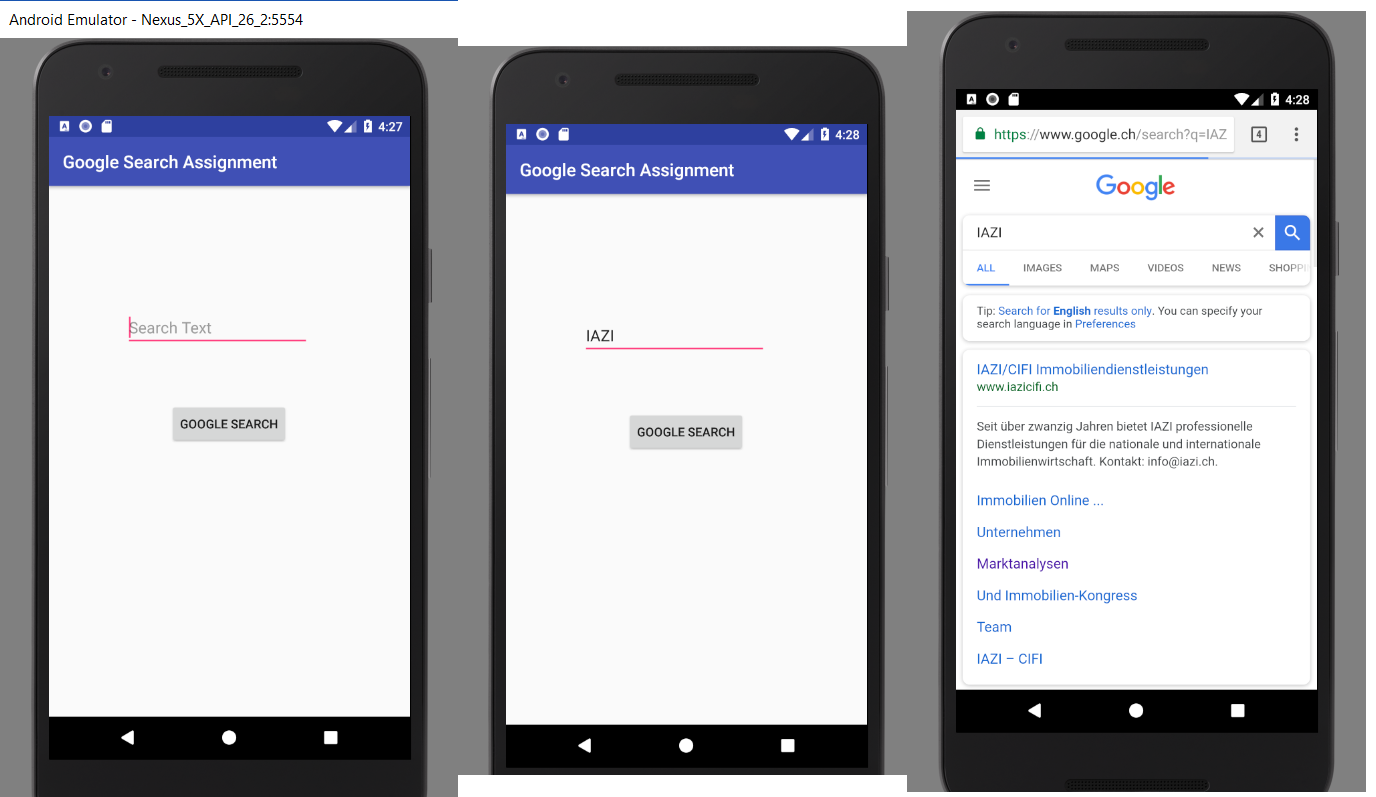 Android Emulator - Nexus_5X_API_26_2:5554
4:27
Google Search Assignment
Search Text
GOOGLE SEARCH
4:28
Google Search Assignment
IAZI
GOOGLE SEARCH
4:28
https://www.google.ch/search?q=IAZ
4
Google
IAZI
ALL IMAGES MAPS VIDEOS NEWS SHOPPI
Tip: Search for English results only. You can specify your
search language in Preferences
IAZI/CIFI Immobiliendienstleistungen
www.iazicifi.ch
Seit über zwanzig Jahren bietet IAZI professionelle
Dienstleistungen für die nationale und internationale
Immobilienwirtschaft. Kontakt: info@iazi.ch.
Immobilien Online ...
Unternehmen
Marktanalysen
Und Immobilien-Kongress
Team
IAZI – CIFI